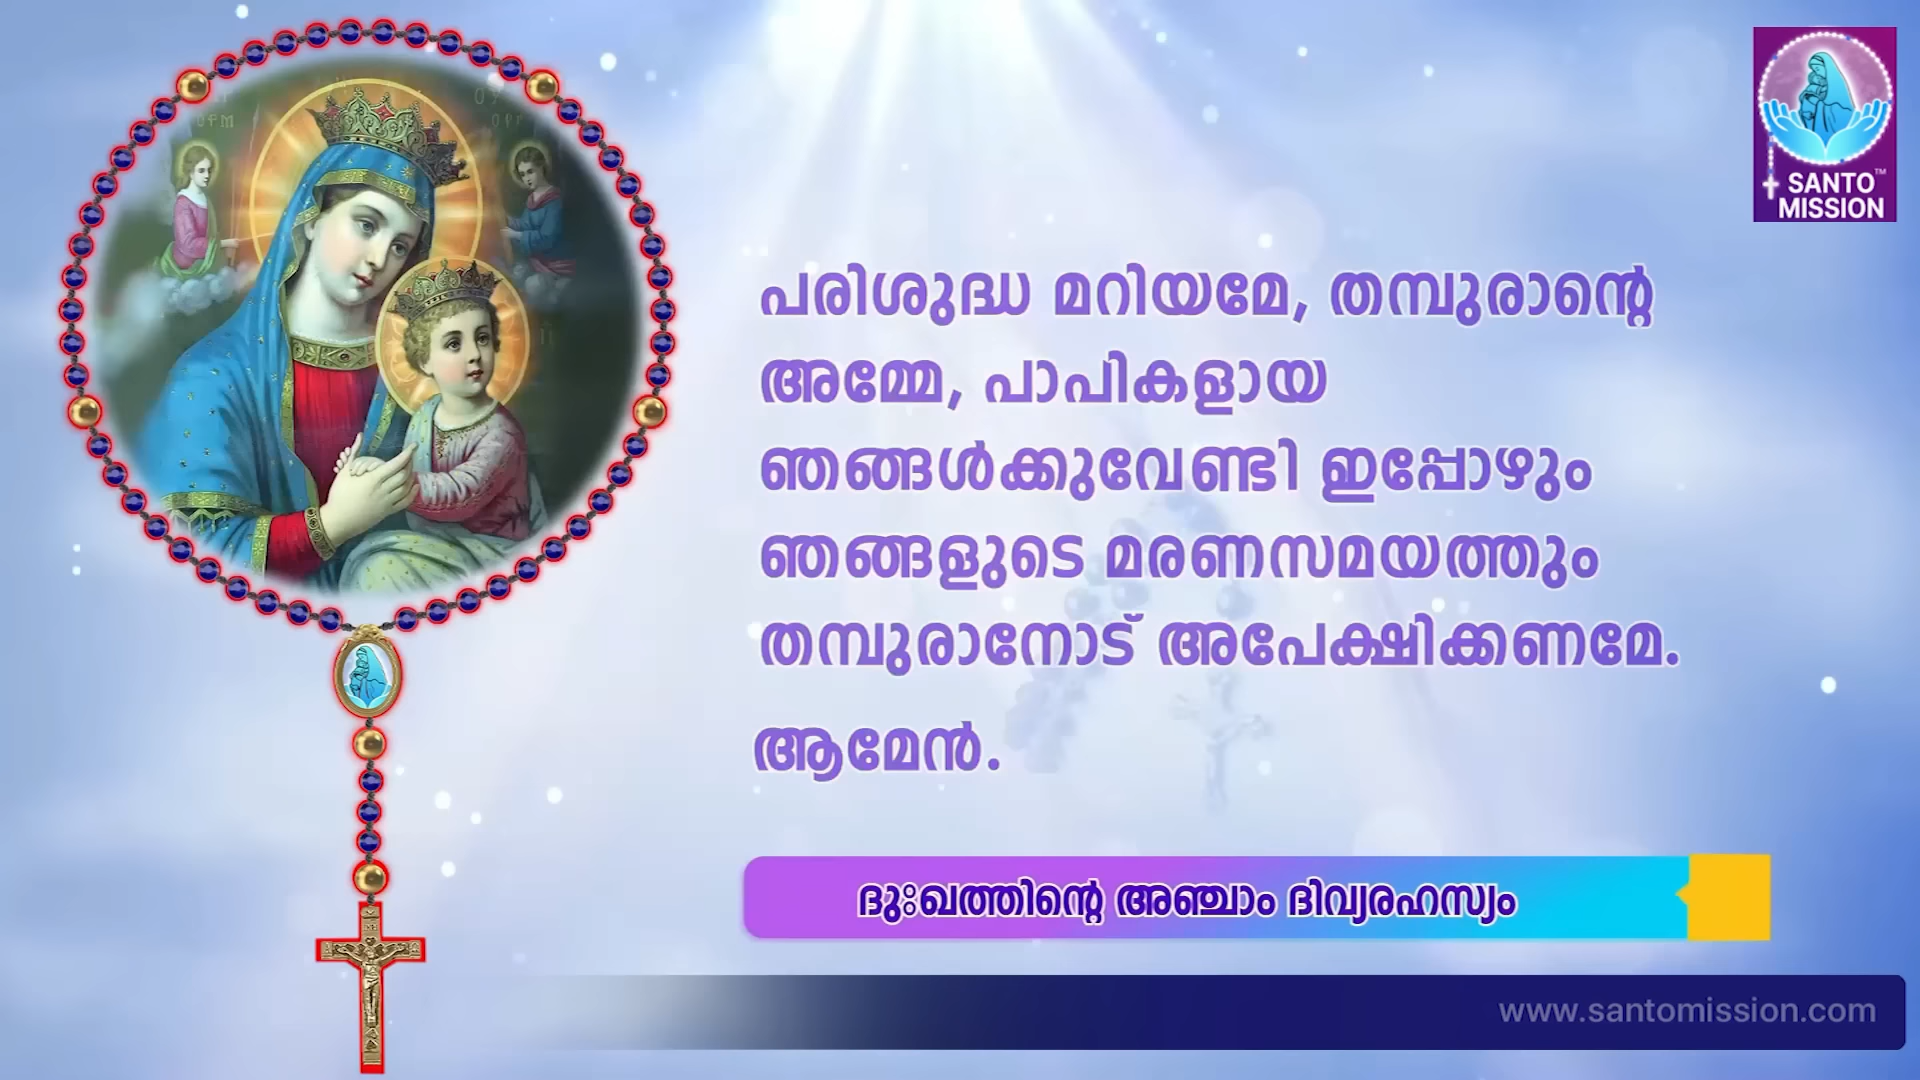 SANTO™
MISSION
പരിശുദ്ധ മറിയമേ, തമ്പുരാന്റെ
അമ്മേ, പാപികളായ
ഞങ്ങൾക്കുവേണ്ടി ഇപ്പോഴും
ഞങ്ങളുടെ മരണസമയത്തും
തമ്പുരാനോട് അപേക്ഷിക്കണമേ.
ആമേൻ.
ദുഃഖത്തിന്റെ അഞ്ചാം ദിവ്യരഹസ്യം
www.santomission.com